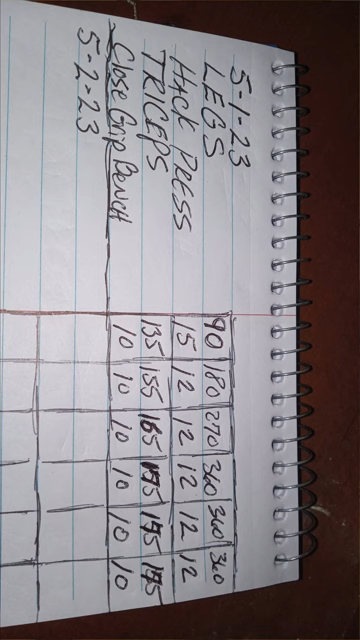 5-1-23
LEGS 90 180 270 360 360 360
HACK PRESS 15 12 12 12 12 12
TRICEPS 135 155 165 175 175 175
Close Grip Bench 10 10 10 10 10 10
5-2-23